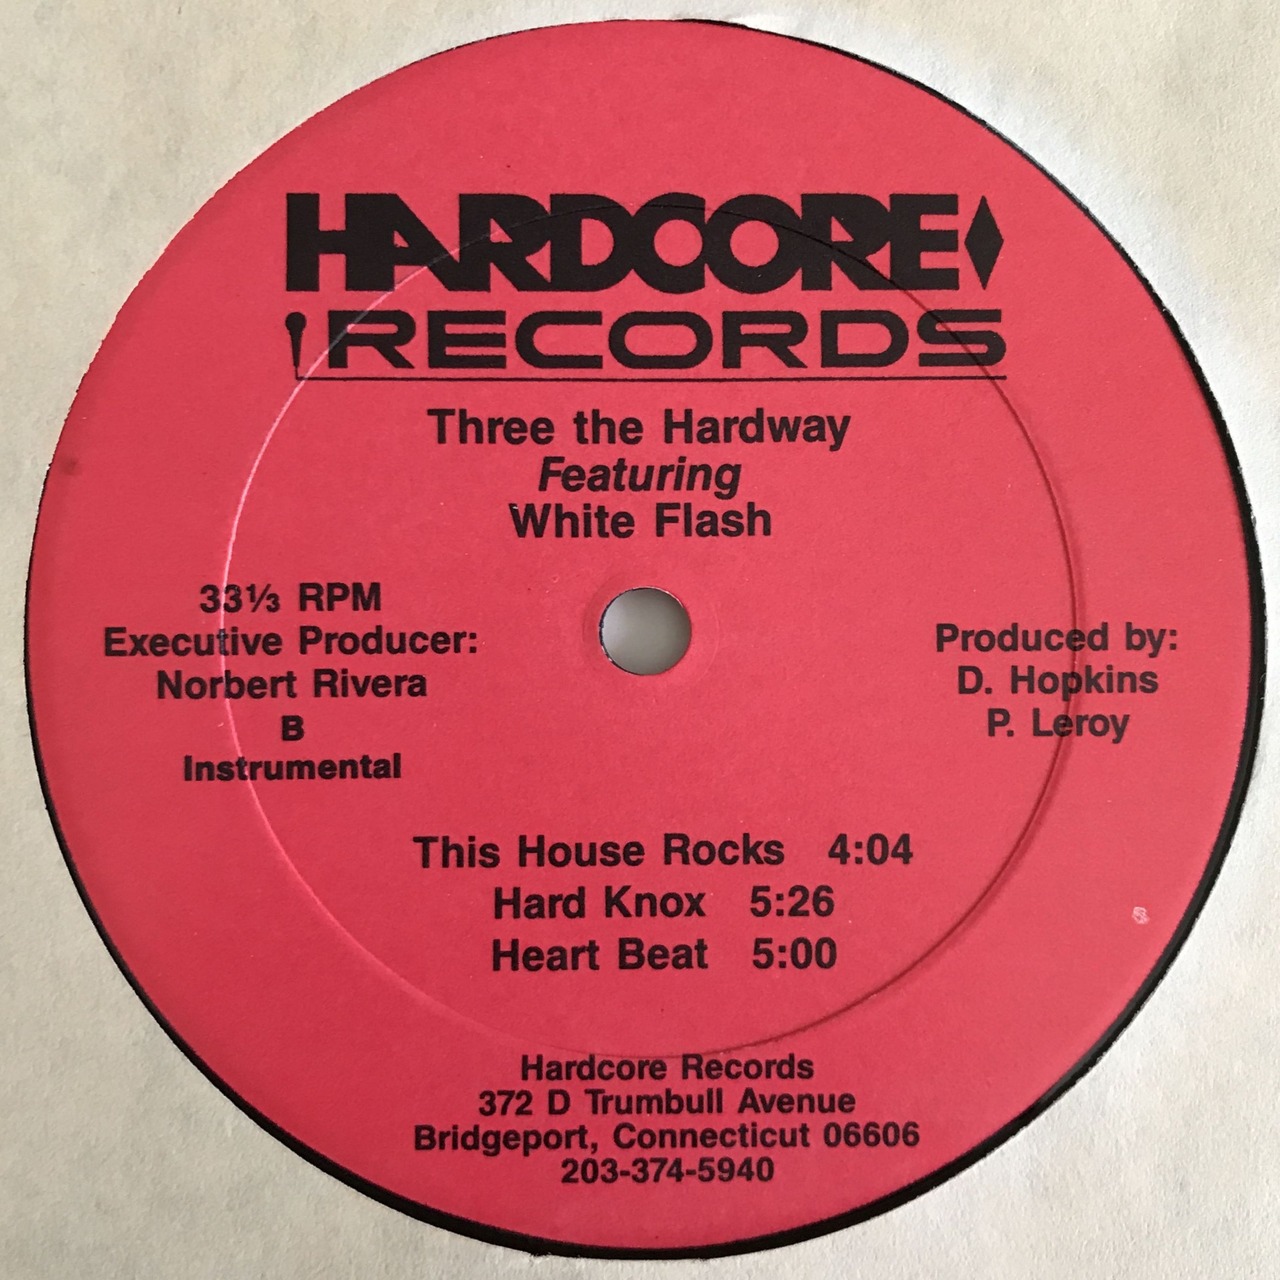 HARDCORE
RECORDS
Three the Hardway
Featuring
White Flash
33⅓ RPM
Executive Producer:
Norbert Rivera
B
Instrumental
Produced by:
D. Hopkins
P. Leroy
This House Rocks 4:04
Hard Knox 5:26
Heart Beat 5:00
Hardcore Records
372 D Trumbull Avenue
Bridgeport, Connecticut 06606
203-374-5940